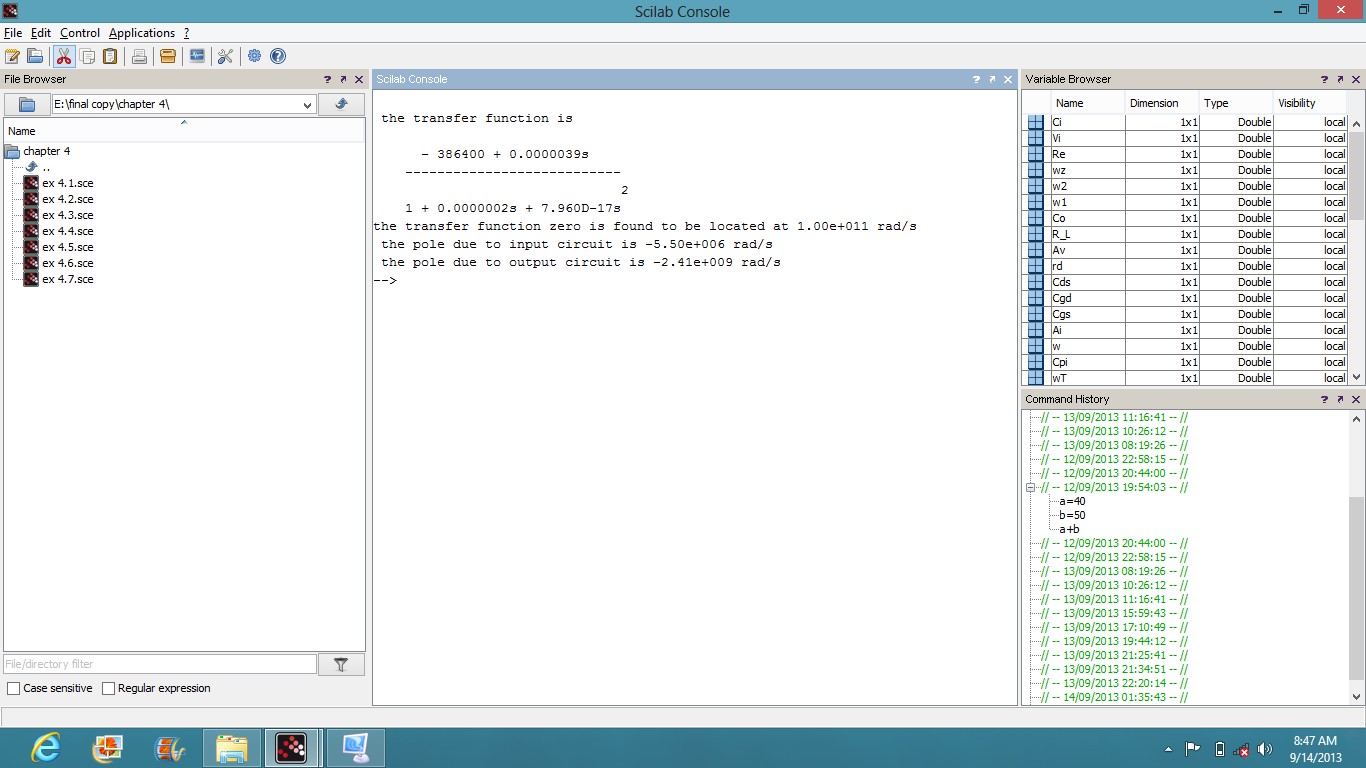 Scilab Console
File Edit Control Applications ?
File Browser
E:\final copy\chapter 4\
Name
chapter 4
..
ex 4.1.sce
ex 4.2.sce
ex 4.3.sce
ex 4.4.sce
ex 4.5.sce
ex 4.6.sce
ex 4.7.sce
File/directory filter
Case sensitive Regular expression
Scilab Console
the transfer function is
- 386400 + 0.0000039s
---------------------------
2
1 + 0.0000002s + 7.960D-17s
the transfer function zero is found to be located at 1.00e+011 rad/s
the pole due to input circuit is -5.50e+006 rad/s
the pole due to output circuit is -2.41e+009 rad/s
-->
Variable Browser
Name Dimension Type Visibility
Ci 1x1 Double local
Vi 1x1 Double local
Re 1x1 Double local
wz 1x1 Double local
w2 1x1 Double local
w1 1x1 Double local
Co 1x1 Double local
R_L 1x1 Double local
Av 1x1 Double local
rd 1x1 Double local
Cds 1x1 Double local
Cgd 1x1 Double local
Cgs 1x1 Double local
Ai 1x1 Double local
w 1x1 Double local
Cpi 1x1 Double local
wT 1x1 Double local
Command History
// -- 13/09/2013 11:16:41 -- //
// -- 13/09/2013 10:26:12 -- //
// -- 13/09/2013 08:19:26 -- //
// -- 12/09/2013 22:58:15 -- //
// -- 12/09/2013 20:44:00 -- //
// -- 12/09/2013 19:54:03 -- //
a=40
b=50
a+b
// -- 12/09/2013 20:44:00 -- //
// -- 12/09/2013 22:58:15 -- //
// -- 13/09/2013 08:19:26 -- //
// -- 13/09/2013 10:26:12 -- //
// -- 13/09/2013 11:16:41 -- //
// -- 13/09/2013 15:59:43 -- //
// -- 13/09/2013 17:10:49 -- //
// -- 13/09/2013 19:44:12 -- //
// -- 13/09/2013 21:25:41 -- //
// -- 13/09/2013 21:34:51 -- //
// -- 13/09/2013 22:20:14 -- //
// -- 14/09/2013 01:35:43 -- //
8:47 AM
9/14/2013